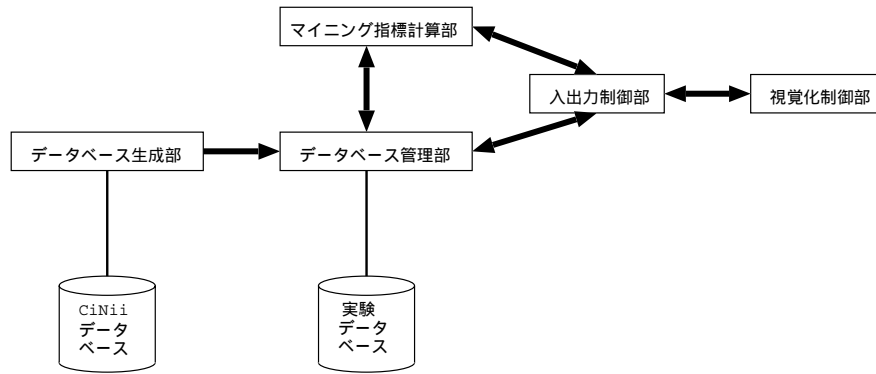 マイニング指標計算部
入出力制御部
視覚化制御部
データベース生成部
データベース管理部
CiNii
データ
ベース
実験
データ
ベース